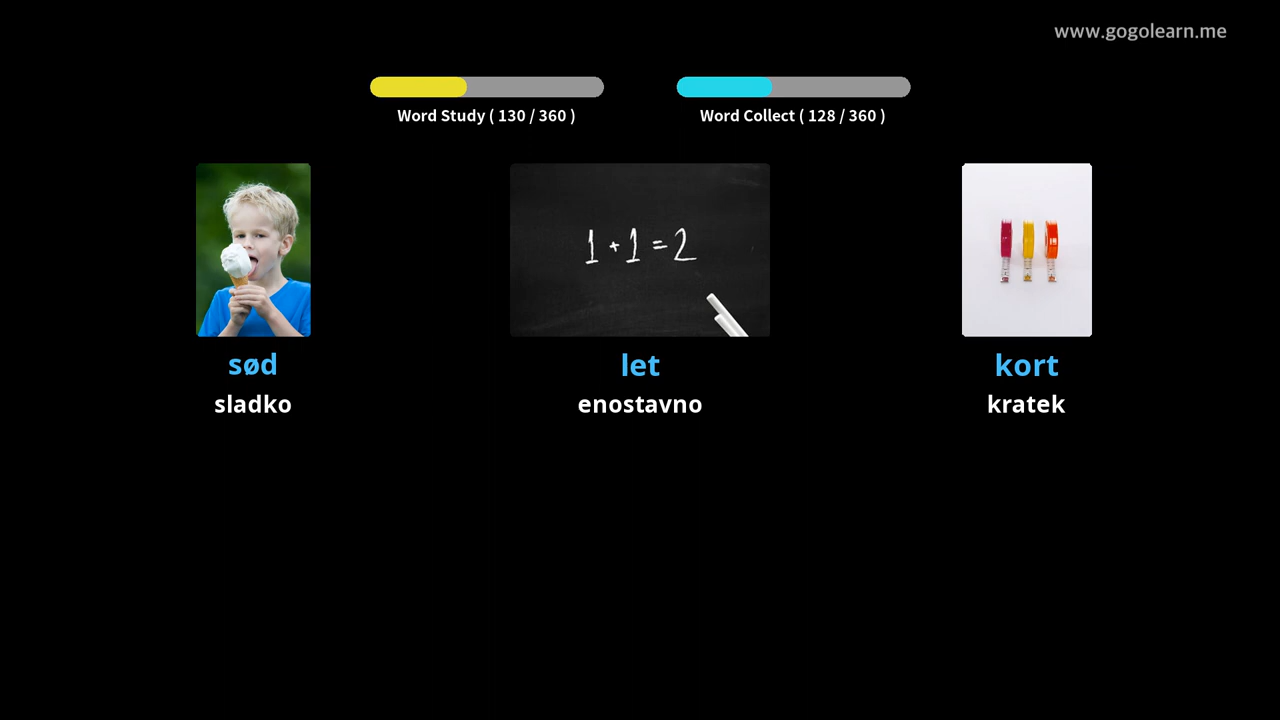 www.gogolearn.me
Word Study ( 130 / 360 )
Word Collect ( 128 / 360 )
1 + 1 = 2
sød
let
kort
sladko
enostavno
kratek